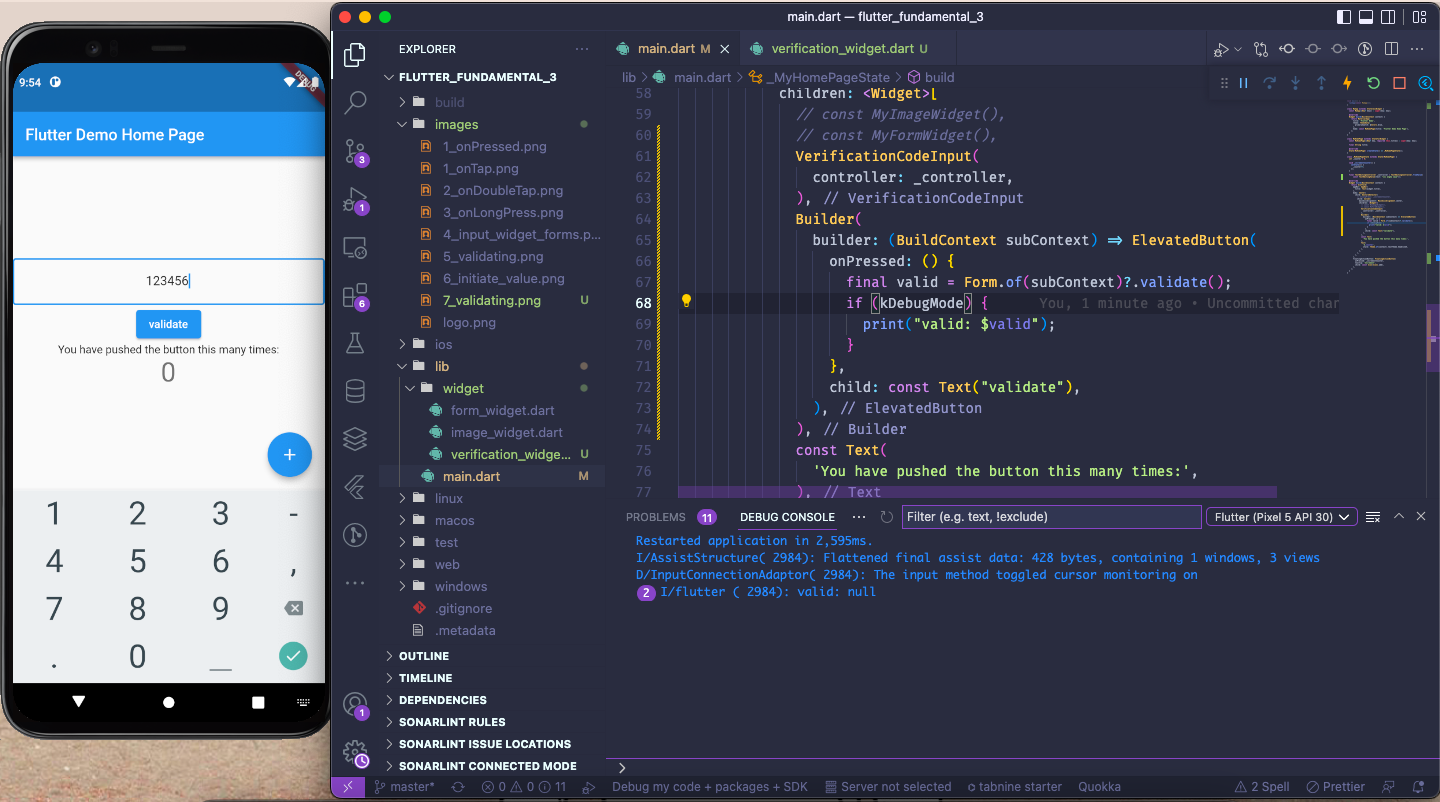 9:54
DEBUG
Flutter Demo Home Page
123456
validate
You have pushed the button this many times:
0
+
1 2 3 -
4 5 6 ,
7 8 9
. 0 _
main.dart — flutter_fundamental_3
EXPLORER
FLUTTER_FUNDAMENTAL_3
build
images
1_onPressed.png
1_onTap.png
2_onDoubleTap.png
3_onLongPress.png
4_input_widget_forms.p...
5_validating.png
6_initiate_value.png
7_validating.png U
logo.png
ios
lib
widget
form_widget.dart
image_widget.dart
verification_widge... U
main.dart M
linux
macos
test
web
windows
.gitignore
.metadata
OUTLINE
TIMELINE
DEPENDENCIES
SONARLINT RULES
SONARLINT ISSUE LOCATIONS
SONARLINT CONNECTED MODE
3
1
6
1
main.dart M
verification_widget.dart U
lib > main.dart > _MyHomePageState > build
58 children: <Widget>[
59 // const MyImageWidget(),
60 // const MyFormWidget(),
61 VerificationCodeInput(
62 controller: _controller,
63 ), // VerificationCodeInput
64 Builder(
65 builder: (BuildContext subContext) => ElevatedButton(
66 onPressed: () {
67 final valid = Form.of(subContext)?.validate();
68 if (kDebugMode) { You, 1 minute ago • Uncommitted char
69 print("valid: $valid");
70 }
71 },
72 child: const Text("validate"),
73 ), // ElevatedButton
74 ), // Builder
75 const Text(
76 'You have pushed the button this many times:',
77 ), // Text
PROBLEMS 11 DEBUG CONSOLE ... Filter (e.g. text, !exclude) Flutter (Pixel 5 API 30)
Restarted application in 2,595ms.
I/AssistStructure( 2984): Flattened final assist data: 428 bytes, containing 1 windows, 3 views
D/InputConnectionAdaptor( 2984): The input method toggled cursor monitoring on
2 I/flutter ( 2984): valid: null
>
master* 0 0 11 Debug my code + packages + SDK Server not selected tabnine starter Quokka 2 Spell Prettier